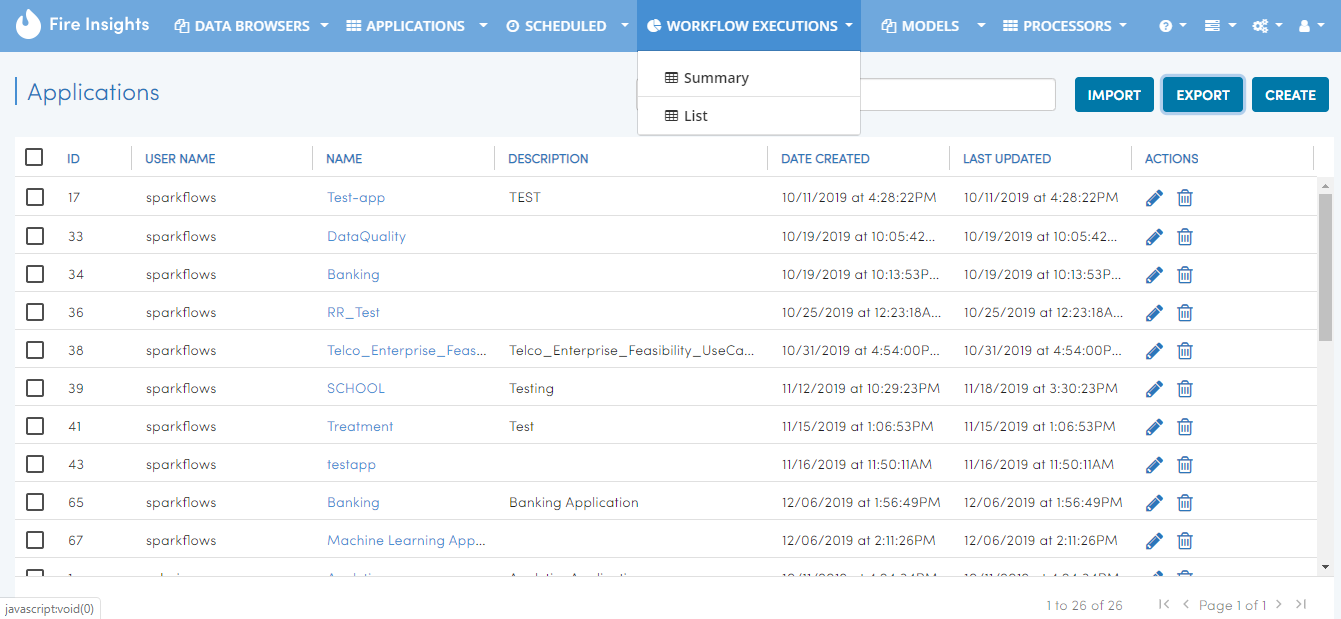 Fire Insights DATA BROWSERS APPLICATIONS SCHEDULED WORKFLOW EXECUTIONS MODELS PROCESSORS
Summary
List
Applications IMPORT EXPORT CREATE
ID USER NAME NAME DESCRIPTION DATE CREATED LAST UPDATED ACTIONS
17 sparkflows Test-app TEST 10/11/2019 at 4:28:22PM 10/11/2019 at 4:28:22PM
33 sparkflows DataQuality 10/19/2019 at 10:05:42... 10/19/2019 at 10:05:42...
34 sparkflows Banking 10/19/2019 at 10:13:53P... 10/19/2019 at 10:13:53P...
36 sparkflows RR_Test 10/25/2019 at 12:23:18A... 10/25/2019 at 12:23:18A...
38 sparkflows Telco_Enterprise_Feas... Telco_Enterprise_Feasibility_UseCa... 10/31/2019 at 4:54:00P... 10/31/2019 at 4:54:00P...
39 sparkflows SCHOOL Testing 11/12/2019 at 10:29:23PM 11/18/2019 at 3:30:23PM
41 sparkflows Treatment Test 11/15/2019 at 1:06:53PM 11/15/2019 at 1:06:53PM
43 sparkflows testapp 11/16/2019 at 11:50:11AM 11/16/2019 at 11:50:11AM
65 sparkflows Banking Banking Application 12/06/2019 at 1:56:49PM 12/06/2019 at 1:56:49PM
67 sparkflows Machine Learning App... 12/06/2019 at 2:11:26PM 12/06/2019 at 2:11:26PM
1 to 26 of 26 Page 1 of 1
javascript:void(0)